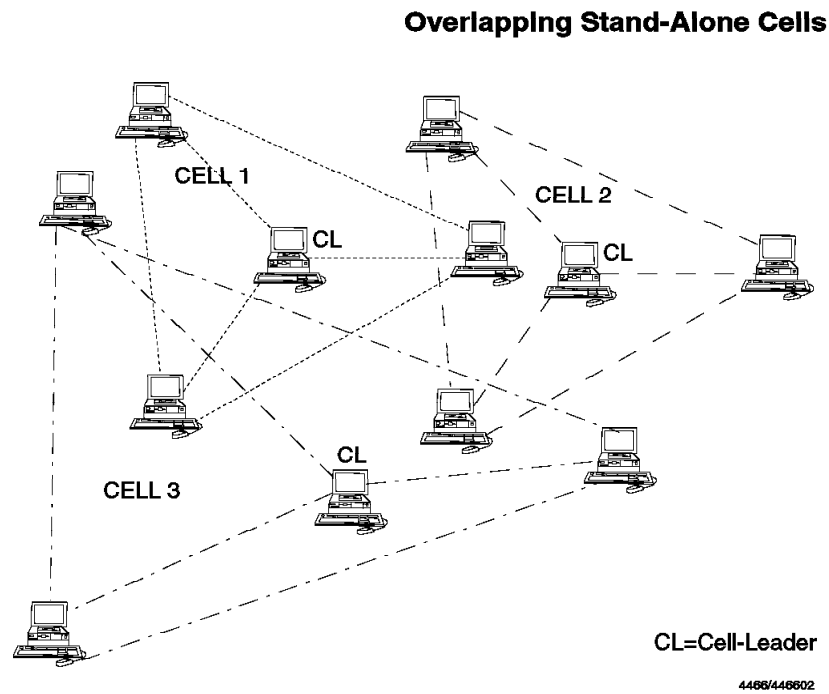 Overlapping Stand-Alone Cells
CELL 1
CELL 2
CL
CL
CL
CELL 3
CL=Cell-Leader
4466/446602